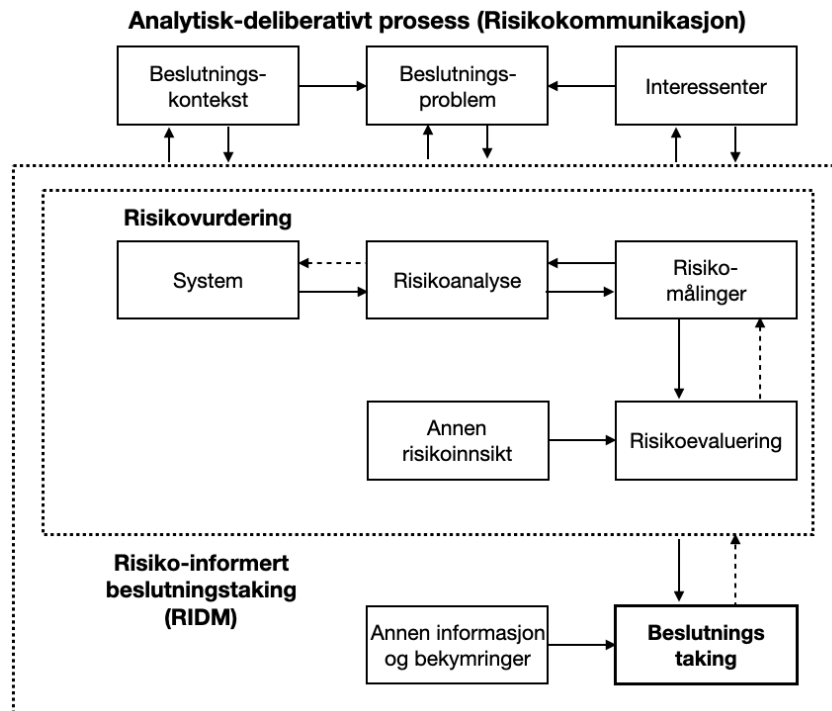 Analytisk-deliberativt prosess (Risikokommunikasjon)
Beslutnings-
kontekst
Beslutnings-
problem
Interessenter
Risikovurdering
System
Risikoanalyse
Risiko-
målinger
Annen
risikoinnsikt
Risikoevaluering
Risiko-informert
beslutningstaking
(RIDM)
Annen informasjon
og bekymringer
Beslutnings
taking